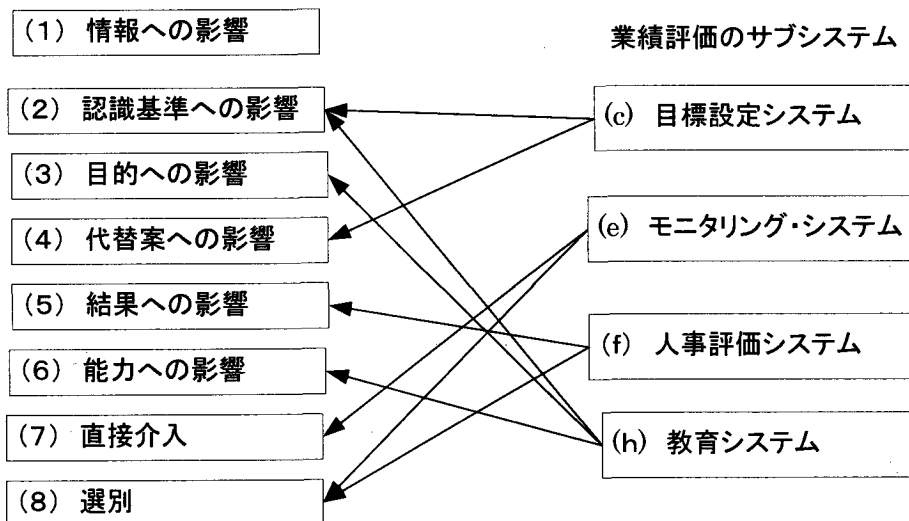 (1) 情報への影響
(2) 認識基準への影響
(3) 目的への影響
(4) 代替案への影響
(5) 結果への影響
(6) 能力への影響
(7) 直接介入
(8) 選別
業績評価のサブシステム
(c) 目標設定システム
(e) モニタリング・システム
(f) 人事評価システム
(h) 教育システム